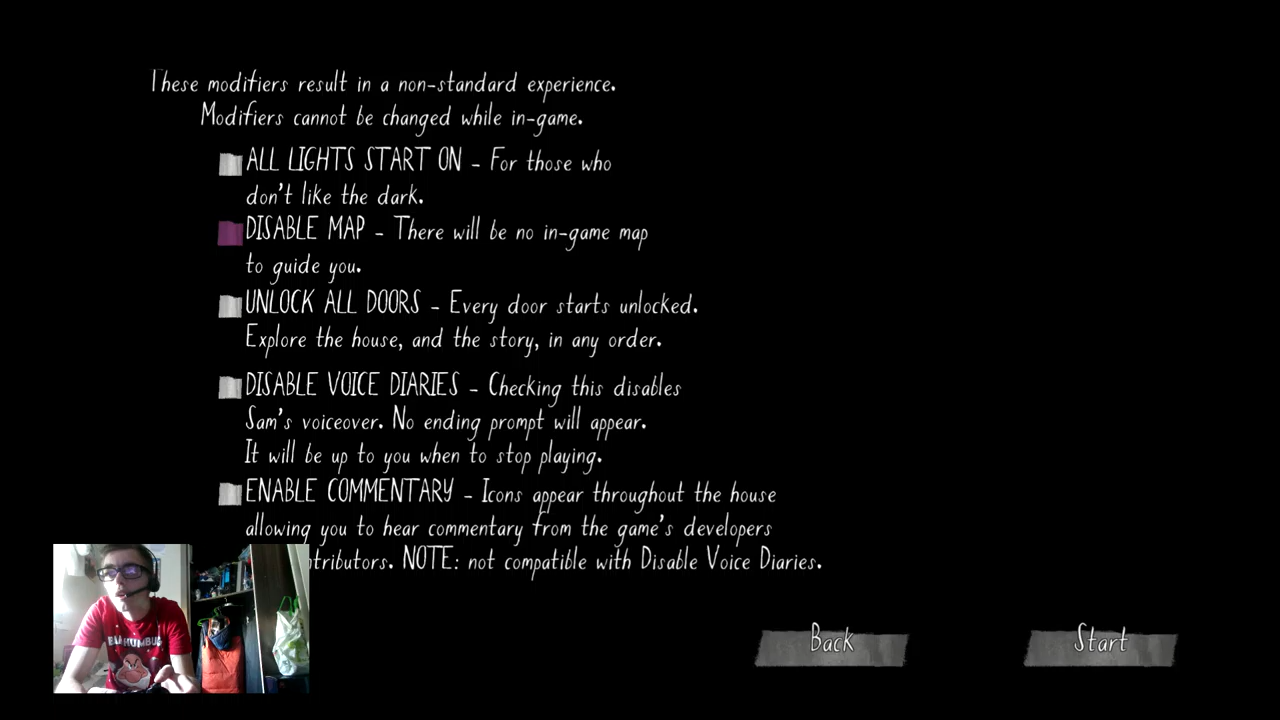 These modifiers result in a non-standard experience.
Modifiers cannot be changed while in-game.
ALL LIGHTS START ON - For those who
don't like the dark.
DISABLE MAP - There will be no in-game map
to guide you.
UNLOCK ALL DOORS - Every door starts unlocked.
Explore the house, and the story, in any order.
DISABLE VOICE DIARIES - Checking this disables
Sam's voiceover. No ending prompt will appear.
It will be up to you when to stop playing.
ENABLE COMMENTARY - Icons appear throughout the house
allowing you to hear commentary from the game's developers
NOTE: not compatible with Disable Voice Diaries.
Back
Start